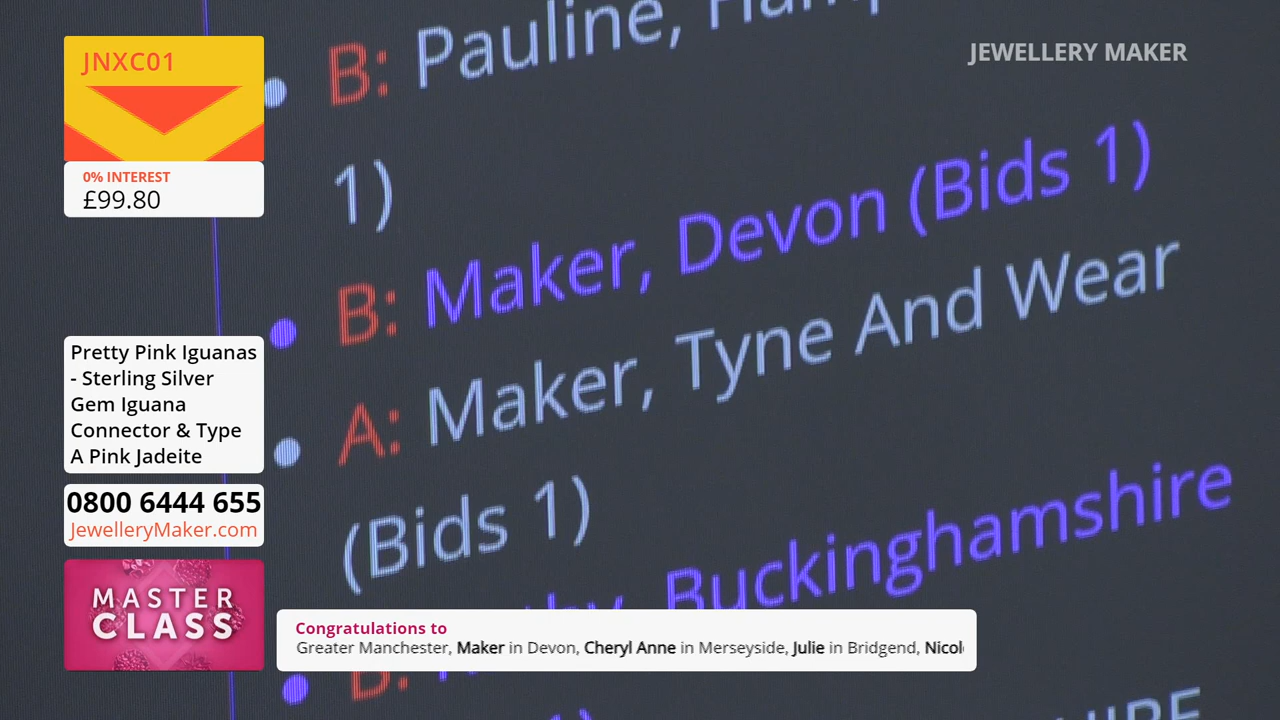 JNXC01
0% INTEREST
£99.80
JEWELLERY MAKER
B: Pauline,
1)
B: Maker, Devon (Bids 1)
A: Maker, Tyne And Wear
(Bids 1)
Buckinghamshire
Pretty Pink Iguanas
- Sterling Silver
Gem Iguana
Connector & Type
A Pink Jadeite
0800 6444 655
JewelleryMaker.com
MASTER
CLASS
Congratulations to
Greater Manchester, Maker in Devon, Cheryl Anne in Merseyside, Julie in Bridgend,